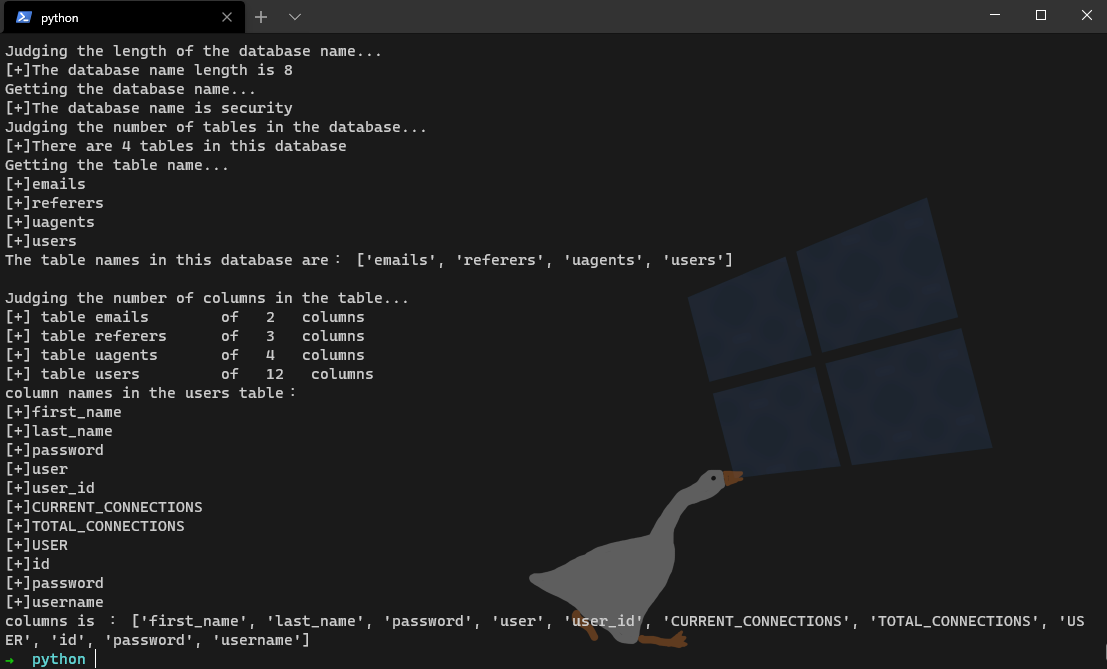 python
Judging the length of the database name...
[+]The database name length is 8
Getting the database name...
[+]The database name is security
Judging the number of tables in the database...
[+]There are 4 tables in this database
Getting the table name...
[+]emails
[+]referers
[+]uagents
[+]users
The table names in this database are： ['emails', 'referers', 'uagents', 'users']
Judging the number of columns in the table...
[+] table emails        of   2   columns
[+] table referers      of   3   columns
[+] table uagents       of   4   columns
[+] table users         of   12   columns
column names in the users table：
[+]first_name
[+]last_name
[+]password
[+]user
[+]user_id
[+]CURRENT_CONNECTIONS
[+]TOTAL_CONNECTIONS
[+]USER
[+]id
[+]password
[+]username
columns is ： ['first_name', 'last_name', 'password', 'user', 'user_id', 'CURRENT_CONNECTIONS', 'TOTAL_CONNECTIONS', 'US
ER', 'id', 'password', 'username']
→  python